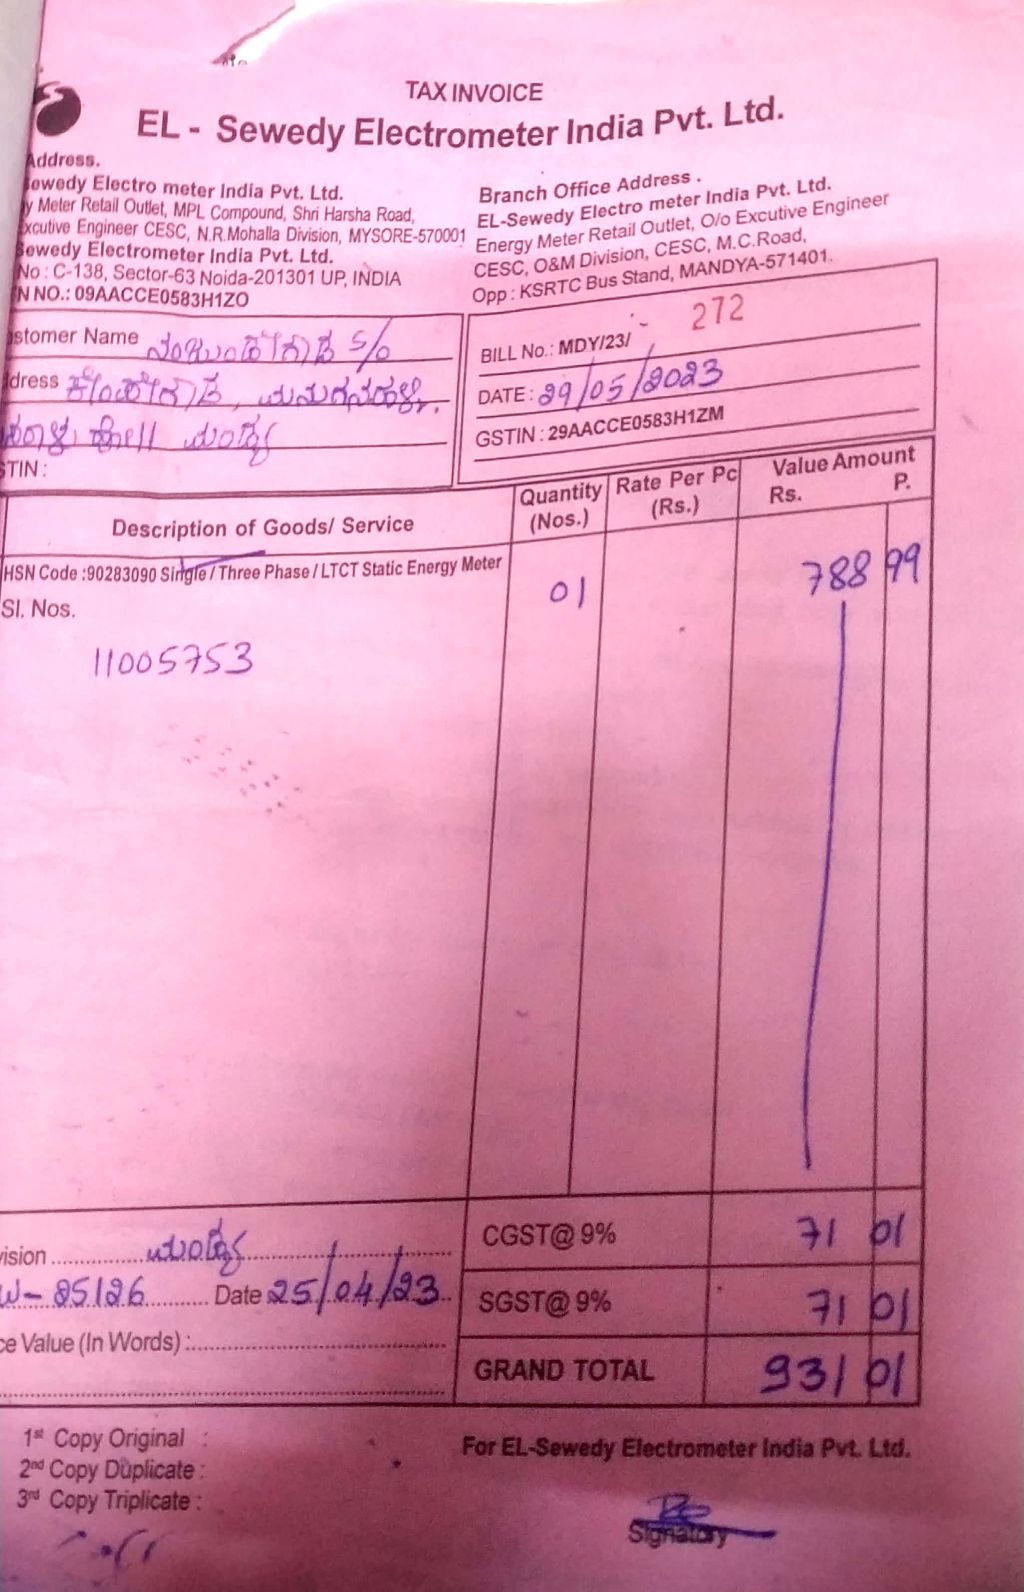 TAX INVOICE
EL - Sewedy Electrometer India Pvt. Ltd.
Address.
Sewedy Electro meter India Pvt. Ltd.
Meter Retail Outlet, MPL Compound, Shri Harsha Road,
Excutive Engineer CESC, N.R.Mohalla Division, MYSORE-570001
Sewedy Electrometer India Pvt. Ltd.
No : C-138, Sector-63 Noida-201301 UP, INDIA
NO.: 09AACCE0583H1ZO
Branch Office Address .
EL-Sewedy Electro meter India Pvt. Ltd.
Energy Meter Retail Outlet, O/o Excutive Engineer
CESC, O&M Division, CESC, M.C.Road,
Opp : KSRTC Bus Stand, MANDYA-571401.
stomer Name S/o
dress
ಮಂಡ್ಯ
STIN :
BILL No.: MDY/23/ 272
DATE : 29/05/2023
GSTIN : 29AACCE0583H1ZM
Description of Goods/ Service Quantity (Nos.) Rate Per Pc (Rs.) Value Amount Rs. P.
HSN Code :90283090 Single / Three Phase / LTCT Static Energy Meter 01 788 99
Sl. Nos.
11005753
vision ಮಂಡ್ಯ
25126 Date 25/04/23
ce Value (In Words) :
CGST@ 9% 71 01
SGST@ 9% 71 01
GRAND TOTAL 931 01
1st Copy Original :
2nd Copy Duplicate :
3rd Copy Triplicate :
For EL-Sewedy Electrometer India Pvt. Ltd.
Signatory